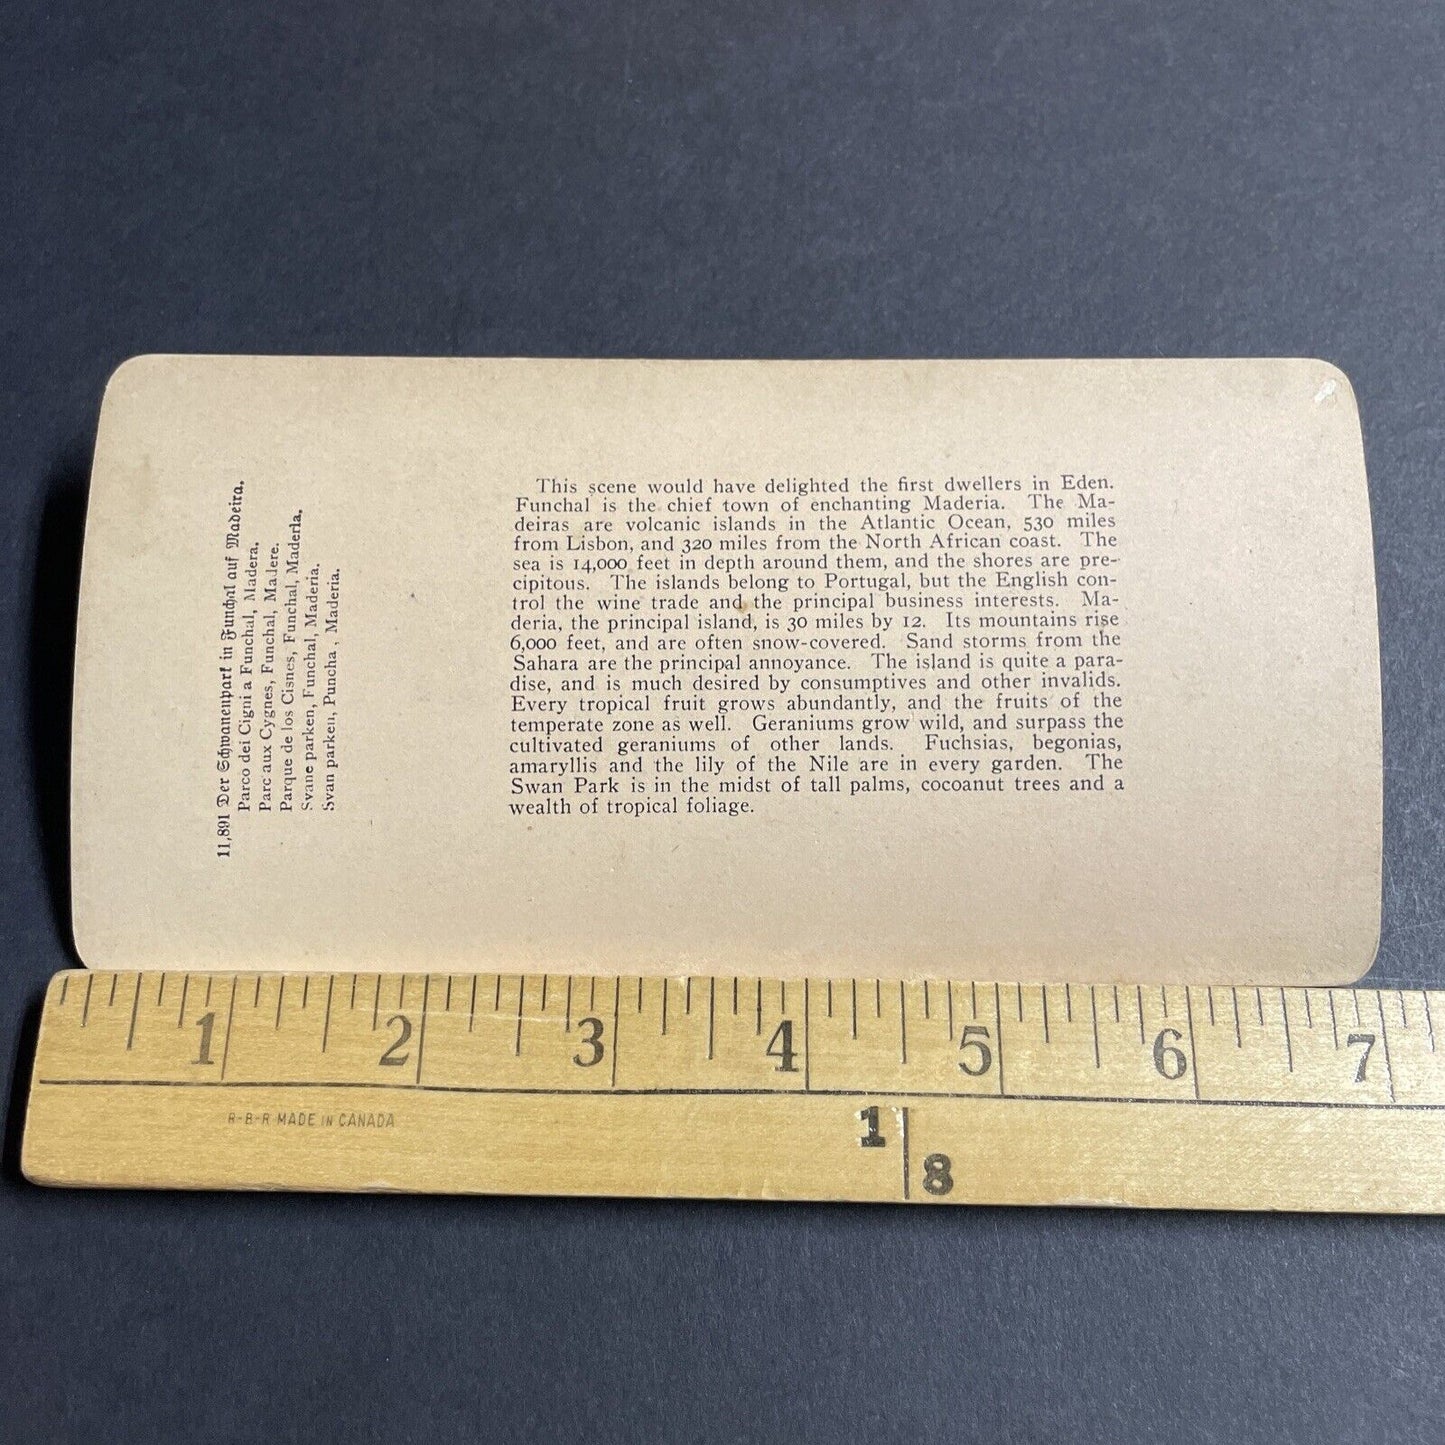 11,891 Der Schwanenpark in Funchal auf Madeira.
Parco dei Cigni a Funchal, Madera.
Parc aux Cygnes, Funchal, Madere.
Parque de los Cisnes, Funchal, Maderia.
Svane parken, Funchal, Maderia.
Svan parken, Puncha, Maderia.
This scene would have delighted the first dwellers in Eden.
Funchal is the chief town of enchanting Maderia. The Ma-
deiras are volcanic islands in the Atlantic Ocean, 530 miles
from Lisbon, and 320 miles from the North African coast. The
sea is 14,000 feet in depth around them, and the shores are pre-
cipitous. The islands belong to Portugal, but the English con-
trol the wine trade and the principal business interests. Ma-
deria, the principal island, is 30 miles by 12. Its mountains rise
6,000 feet, and are often snow-covered. Sand storms from the
Sahara are the principal annoyance. The island is quite a para-
dise, and is much desired by consumptives and other invalids.
Every tropical fruit grows abundantly, and the fruits of the
temperate zone as well. Geraniums grow wild, and surpass the
cultivated geraniums of other lands. Fuchsias, begonias,
amaryllis and the lily of the Nile are in every garden. The
Swan Park is in the midst of tall palms, cocoanut trees and a
wealth of tropical foliage.
1 2 3 4 5 6 7
R-B-R MADE IN CANADA
1
8